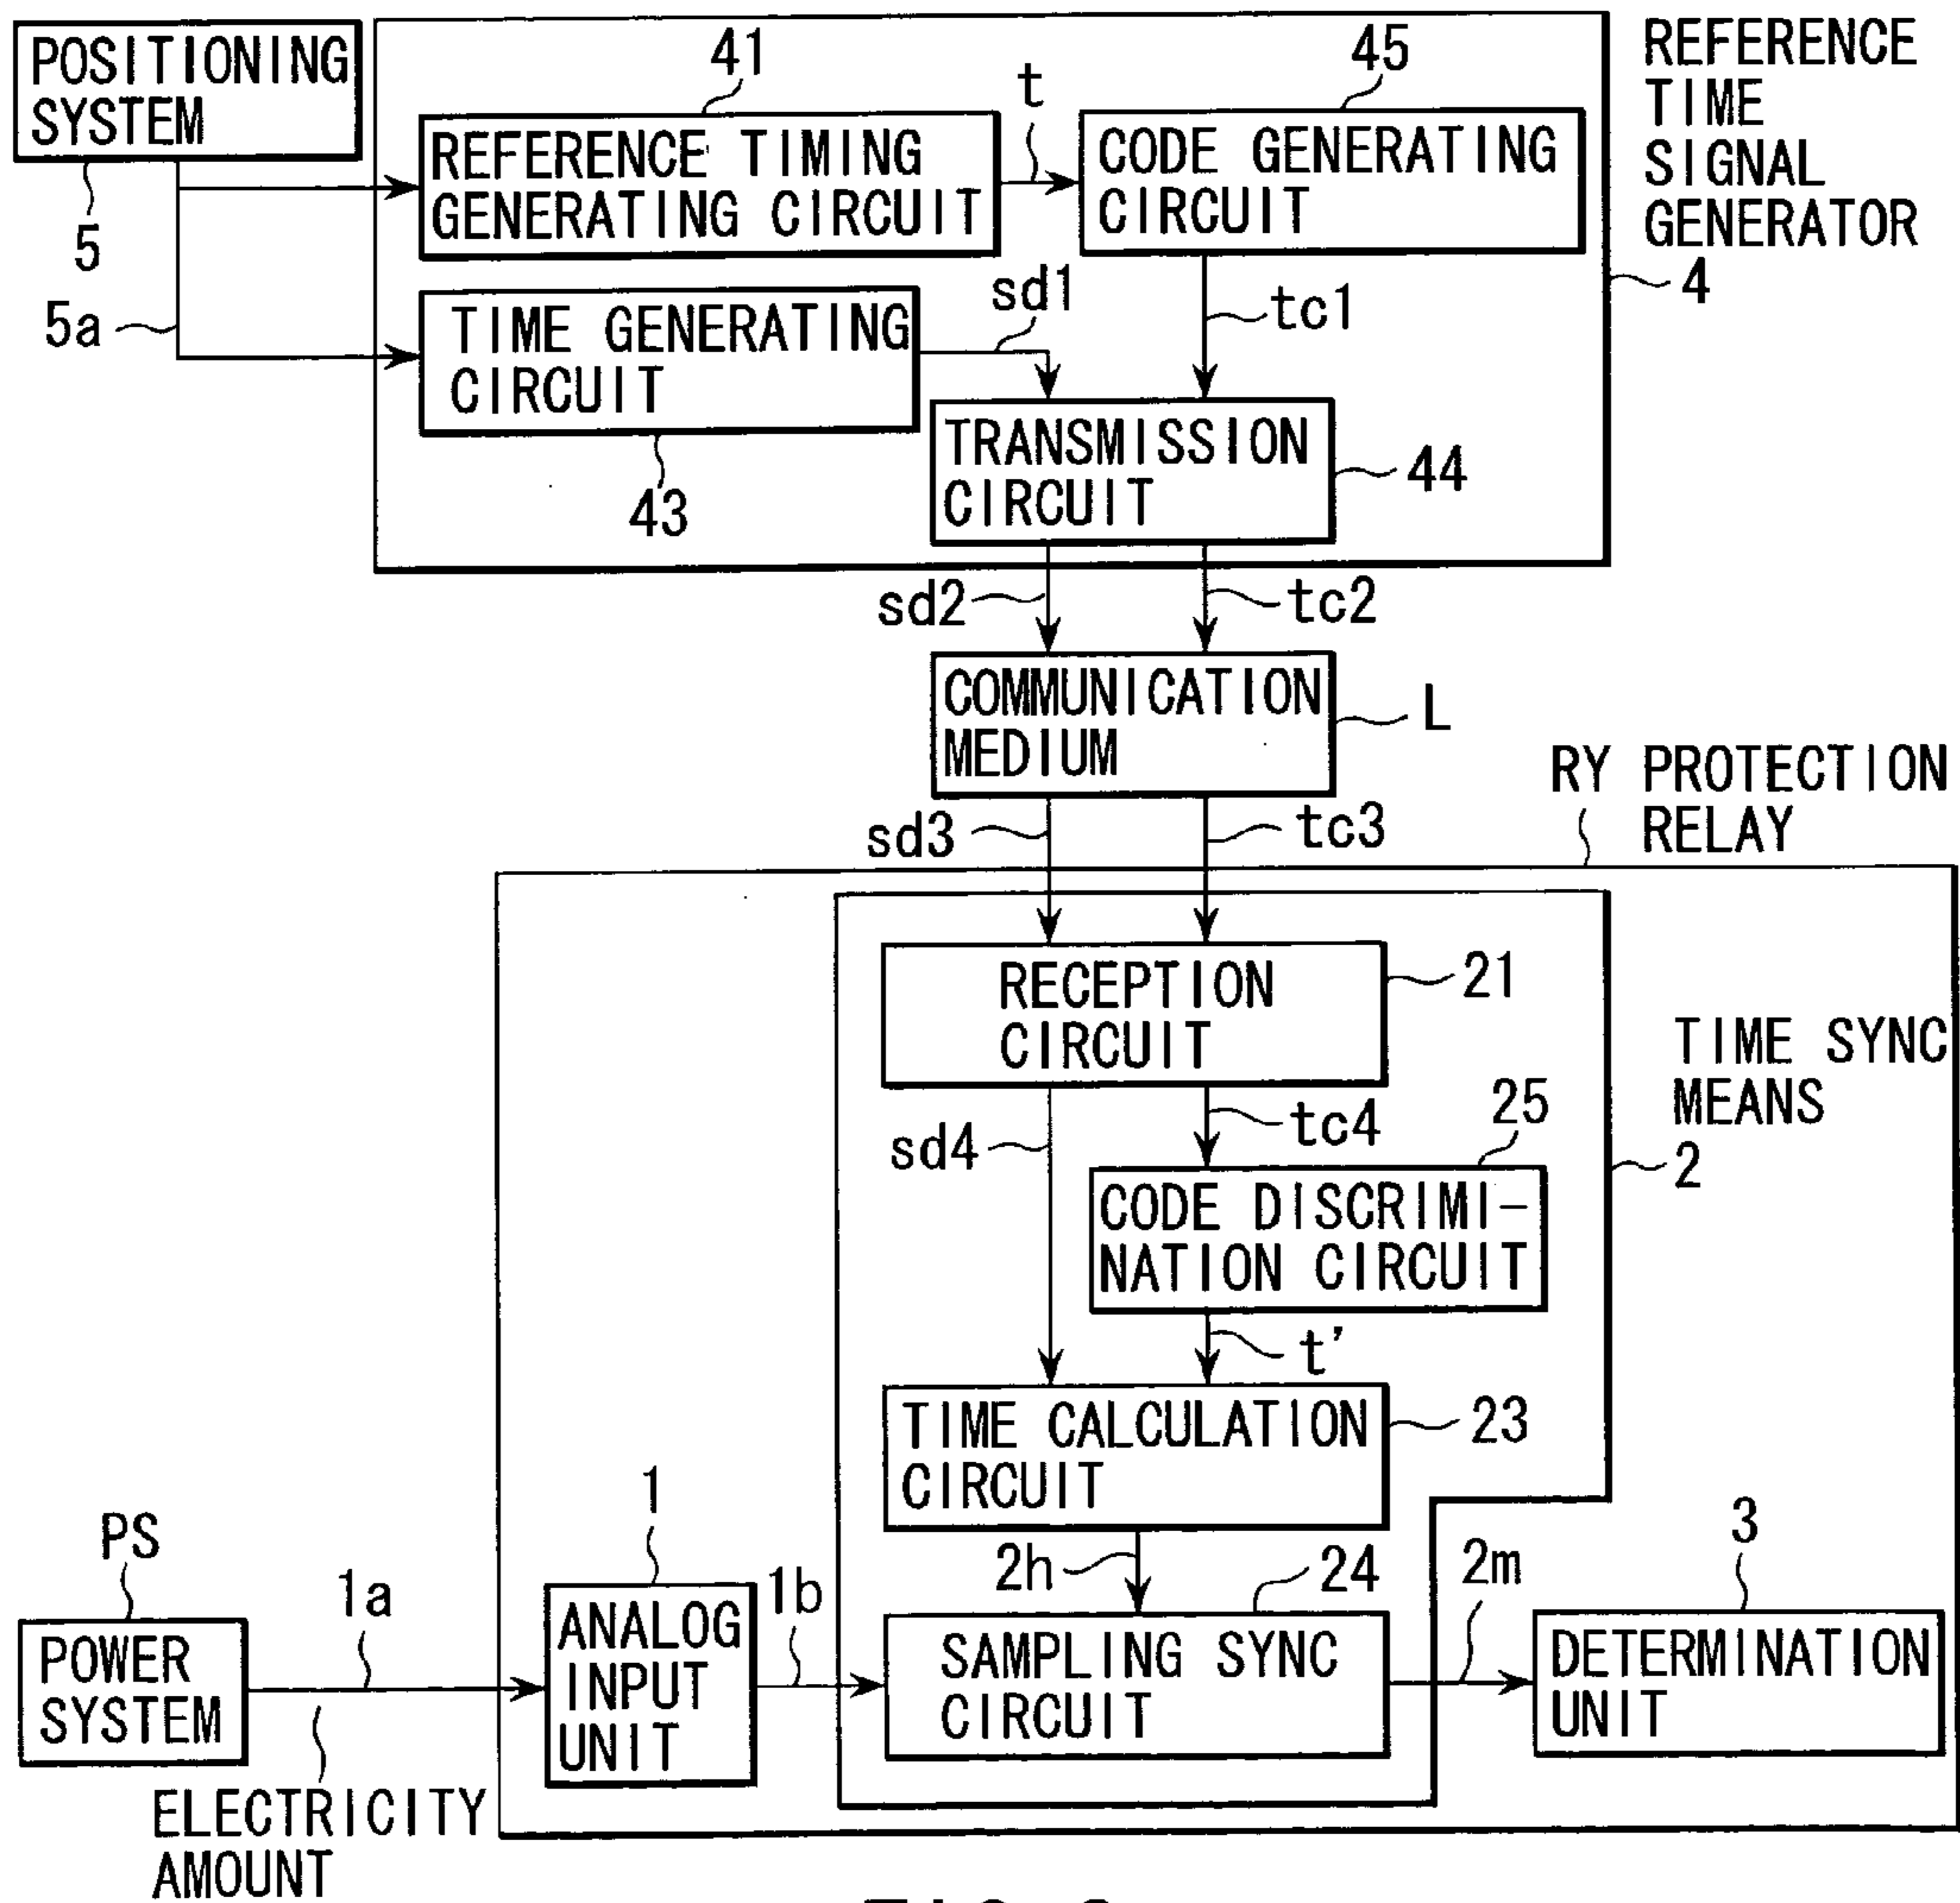 POSITIONING
SYSTEM
5
5a
41
REFERENCE TIMING
GENERATING CIRCUIT
t
45
CODE GENERATING
CIRCUIT
REFERENCE
TIME
SIGNAL
GENERATOR
4
TIME GENERATING
CIRCUIT
43
sd1
tc1
TRANSMISSION
CIRCUIT
44
sd2
tc2
COMMUNICATION
MEDIUM
L
sd3
tc3
RY PROTECTION
RELAY
RECEPTION
CIRCUIT
21
TIME SYNC
MEANS
2
sd4
tc4
25
CODE DISCRIMI-
NATION CIRCUIT
t'
TIME CALCULATION
CIRCUIT
23
PS
POWER
SYSTEM
1a
ELECTRICITY
AMOUNT
1
ANALOG
INPUT
UNIT
1b
2h
24
SAMPLING SYNC
CIRCUIT
2m
3
DETERMINATION
UNIT